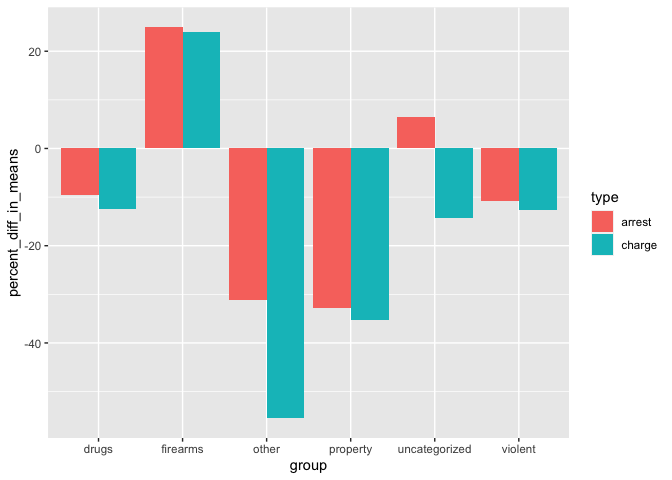 percent_diff_in_means
20
0
-20
-40
drugs
firearms
other
property
uncategorized
violent
group
type
arrest
charge